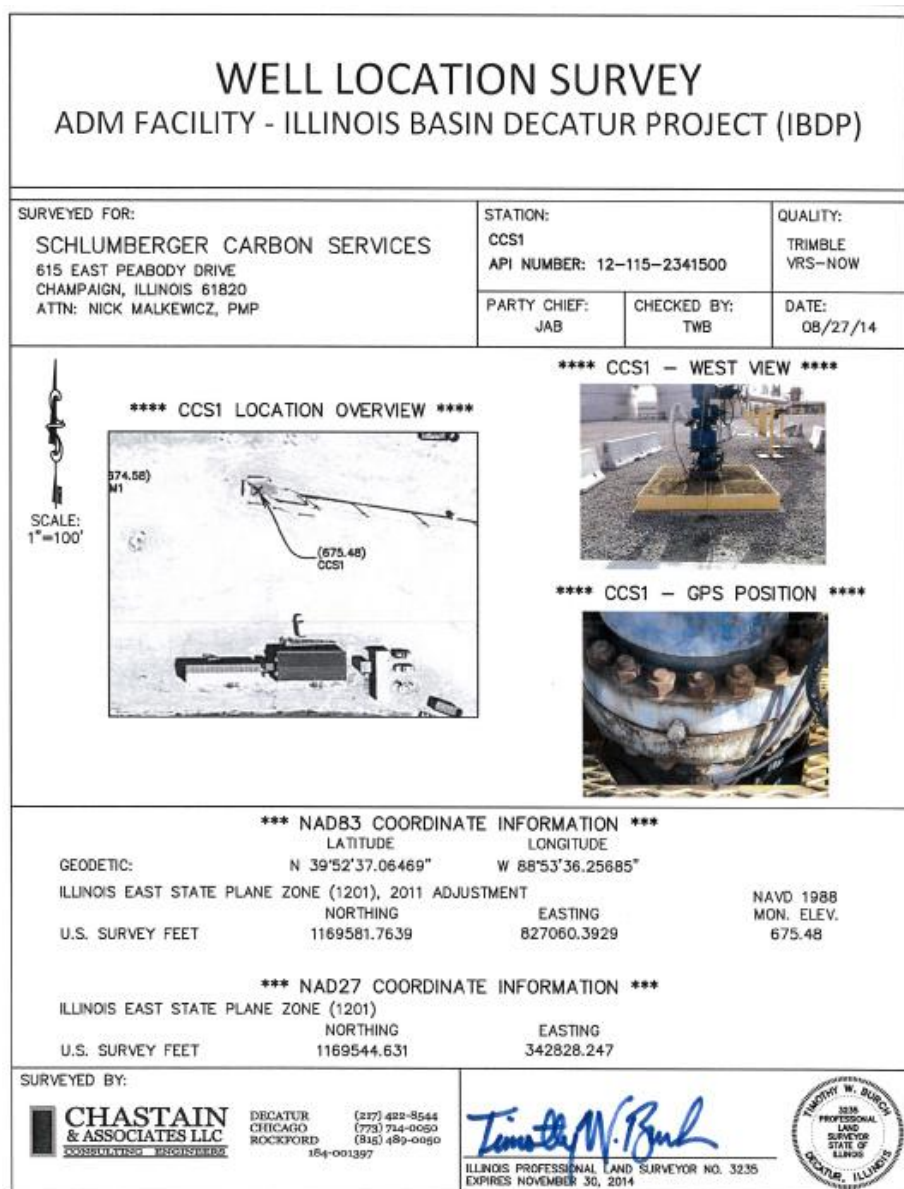 WELL LOCATION SURVEY
ADM FACILITY - ILLINOIS BASIN DECATUR PROJECT (IBDP)
SURVEYED FOR:
SCHLUMBERGER CARBON SERVICES
615 EAST PEABODY DRIVE
CHAMPAIGN, ILLINOIS 61820
ATTN: NICK MALKEWICZ, PMP
STATION:
CCS1
API NUMBER: 12-115-2341500
QUALITY:
TRIMBLE
VRS-NOW
PARTY CHIEF:
JAB
CHECKED BY:
TWB
DATE:
08/27/14
SCALE:
1"=100'
**** CCS1 LOCATION OVERVIEW ****
674.58)
M1
(675.48)
CCS1
**** CCS1 - WEST VIEW ****
**** CCS1 - GPS POSITION ****
*** NAD83 COORDINATE INFORMATION ***
LATITUDE LONGITUDE
GEODETIC: N 39°52'37.06469" W 88°53'36.25685"
ILLINOIS EAST STATE PLANE ZONE (1201), 2011 ADJUSTMENT NAVD 1988
NORTHING EASTING MON. ELEV.
U.S. SURVEY FEET 1169581.7639 827060.3929 675.48
*** NAD27 COORDINATE INFORMATION ***
ILLINOIS EAST STATE PLANE ZONE (1201)
NORTHING EASTING
U.S. SURVEY FEET 1169544.631 342828.247
SURVEYED BY:
CHASTAIN
& ASSOCIATES LLC
CONSULTING ENGINEERS
DECATUR (217) 422-8544
CHICAGO (773) 714-0050
ROCKFORD (815) 489-0050
184-001397
Timothy W. Burch
ILLINOIS PROFESSIONAL LAND SURVEYOR NO. 3235
EXPIRES NOVEMBER 30, 2014
TIMOTHY W. BURCH
3235
PROFESSIONAL
LAND
SURVEYOR
STATE OF
ILLINOIS
DECATUR, ILLINOIS